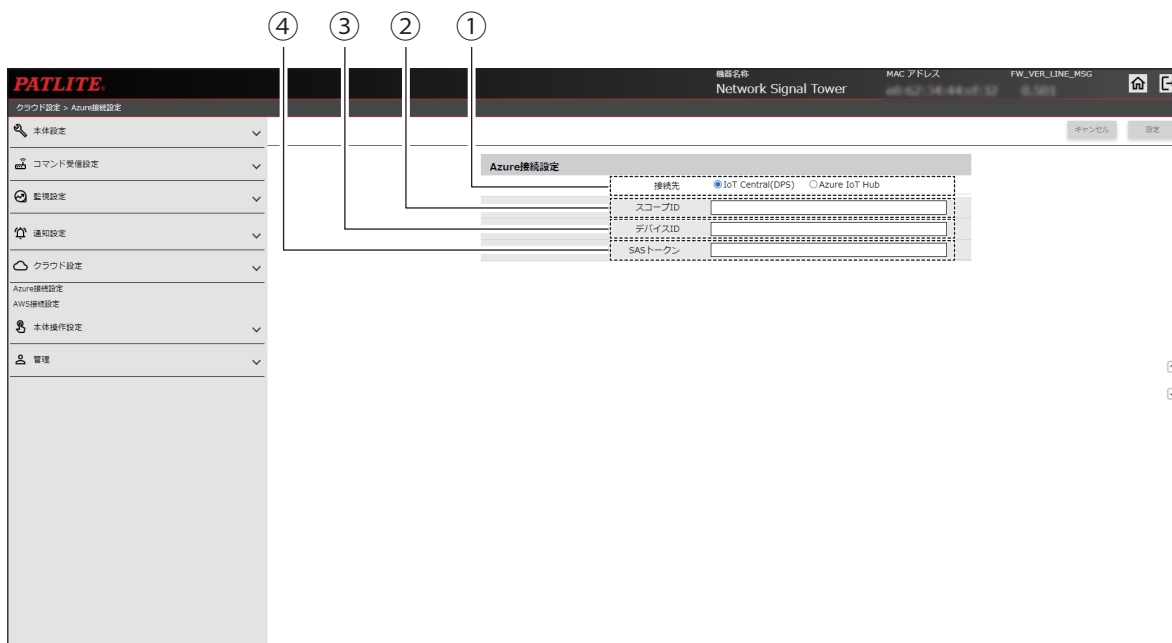 ④ ③ ② ①
PATLITE®
機器名称
Network Signal Tower
MAC アドレス
FW_VER_LINE_MSG
0.501
クラウド設定 > Azure接続設定
キャンセル 設定
本体設定
コマンド受信設定
監視設定
通知設定
クラウド設定
Azure接続設定
AWS接続設定
本体操作設定
管理
Azure接続設定
接続先 IoT Central(DPS) Azure IoT Hub
スコープID
デバイスID
SASトークン